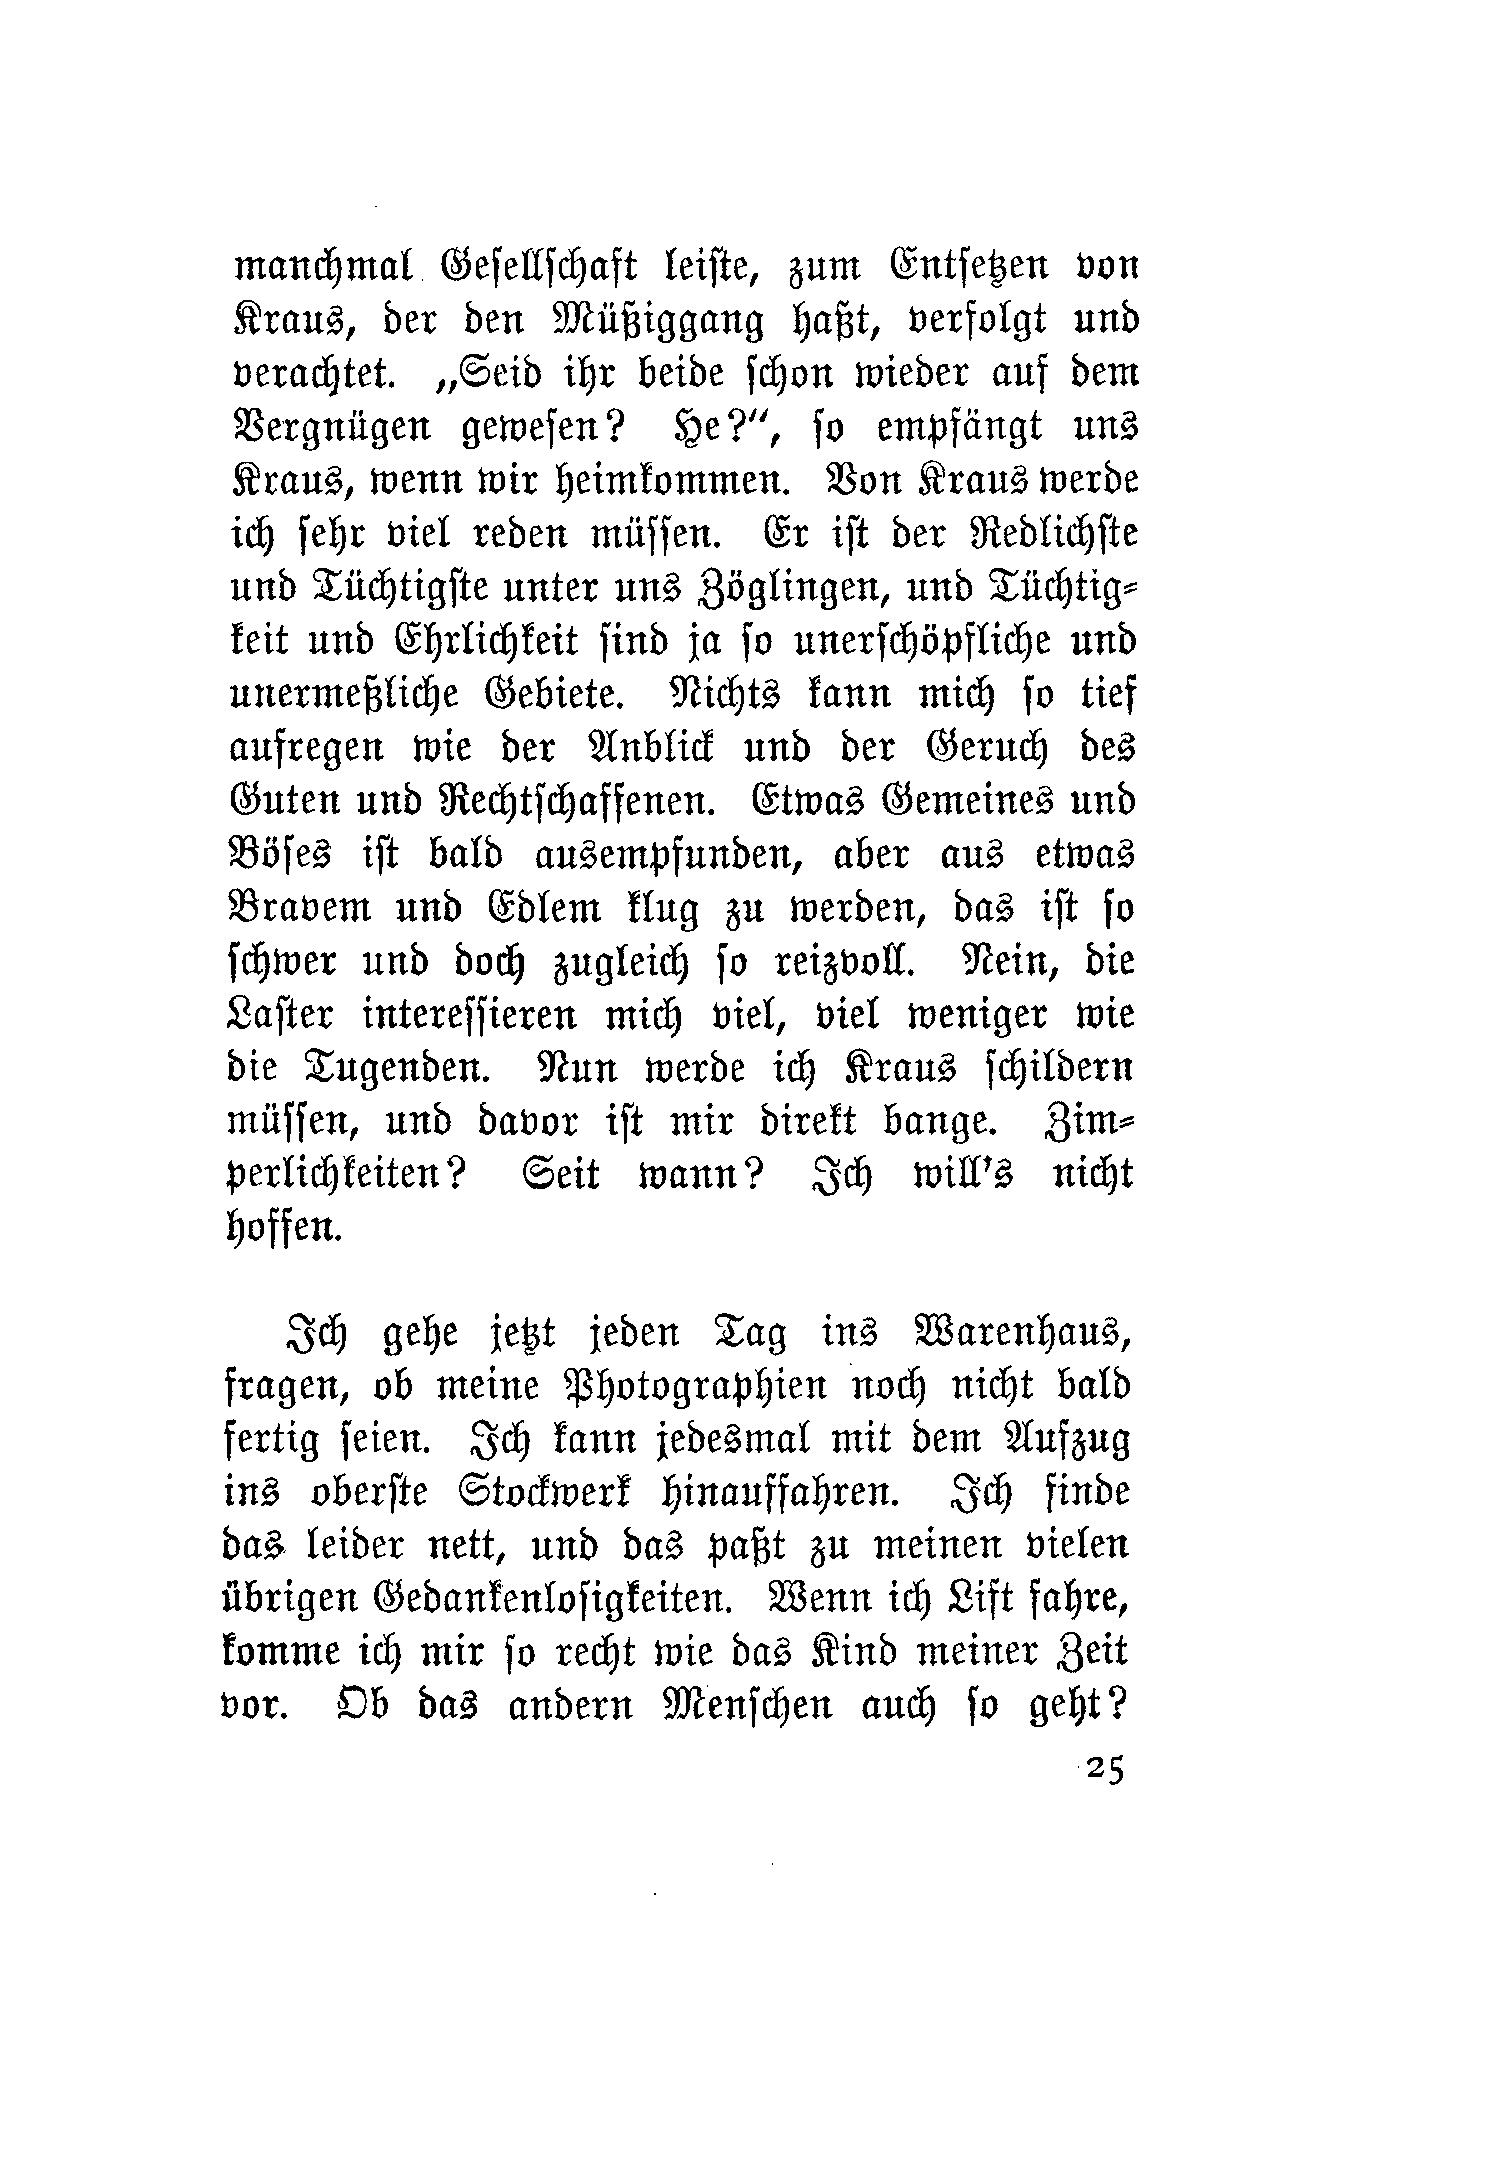 manchmal Gesellschaft leiste, zum Entsetzen von
Kraus, der den Müßiggang haßt, verfolgt und
verachtet. „Seid ihr beide schon wieder auf dem
Vergnügen gewesen? He?“, so empfängt uns
Kraus, wenn wir heimkommen. Von Kraus werde
ich sehr viel reden müssen. Er ist der Redlichste
und Tüchtigste unter uns Zöglingen, und Tüchtig-
keit und Ehrlichkeit sind ja so unerschöpfliche und
unermeßliche Gebiete. Nichts kann mich so tief
aufregen wie der Anblick und der Geruch des
Guten und Rechtschaffenen. Etwas Gemeines und
Böses ist bald ausempfunden, aber aus etwas
Bravem und Edlem klug zu werden, das ist so
schwer und doch zugleich so reizvoll. Nein, die
Laster interessieren mich viel, viel weniger wie
die Tugenden. Nun werde ich Kraus schildern
müssen, und davor ist mir direkt bange. Zim-
perlichkeiten? Seit wann? Ich will's nicht
hoffen.
Ich gehe jetzt jeden Tag ins Warenhaus,
fragen, ob meine Photographien noch nicht bald
fertig seien. Ich kann jedesmal mit dem Aufzug
ins oberste Stockwerk hinauffahren. Ich finde
das leider nett, und das paßt zu meinen vielen
übrigen Gedankenlosigkeiten. Wenn ich Lift fahre,
komme ich mir so recht wie das Kind meiner Zeit
vor. Ob das andern Menschen auch so geht?
25